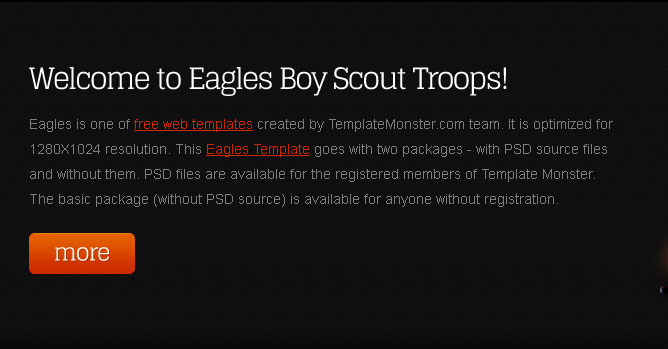 Welcome to Eagles Boy Scout Troops!
Eagles is one of free web templates created by TemplateMonster.com team. It is optimized for
1280X1024 resolution. This Eagles Template goes with two packages - with PSD source files
and without them. PSD files are available for the registered members of Template Monster.
The basic package (without PSD source) is available for anyone without registration.
more